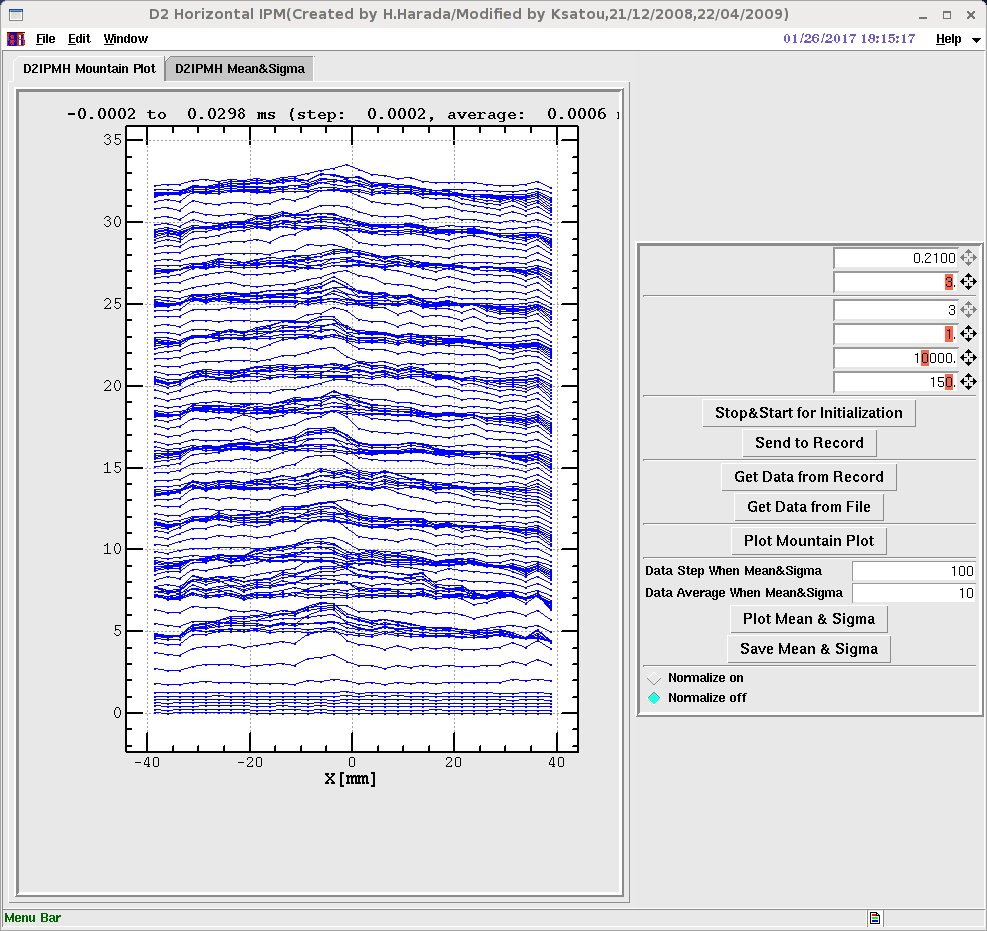 D2 Horizontal IPM(Created by H.Harada/Modified by Ksatou,21/12/2008,22/04/2009)
File Edit Window 01/26/2017 18:15:17 Help
D2IPMH Mountain Plot D2IPMH Mean&Sigma
-0.0002 to 0.0298 ms (step: 0.0002, average: 0.0006
35
30
25
20
15
10
5
0
-40 -20 0 20 40
X[mm]
0.2100
3.
3
1.
10000.
150.
Stop&Start for Initialization
Send to Record
Get Data from Record
Get Data from File
Plot Mountain Plot
Data Step When Mean&Sigma 100
Data Average When Mean&Sigma 10
Plot Mean & Sigma
Save Mean & Sigma
Normalize on
Normalize off
Menu Bar